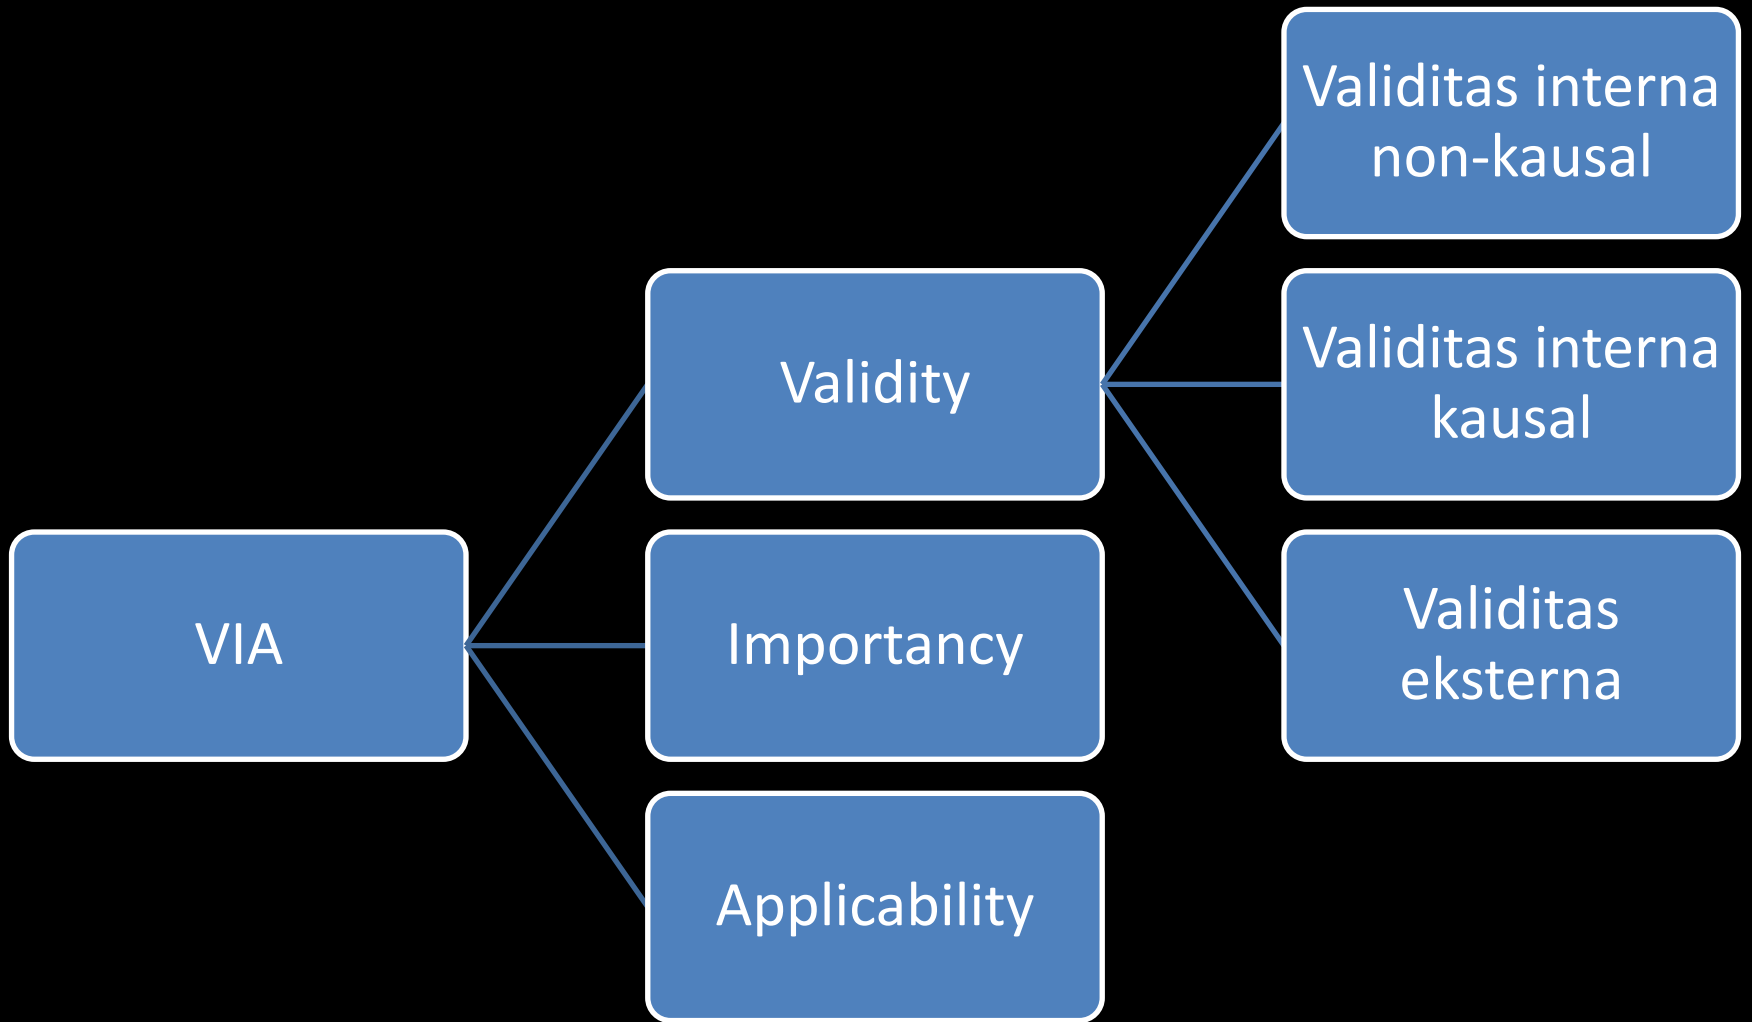 VIA
Validity
Importancy
Applicability
Validitas interna
non-kausal
Validitas interna
kausal
Validitas
eksterna